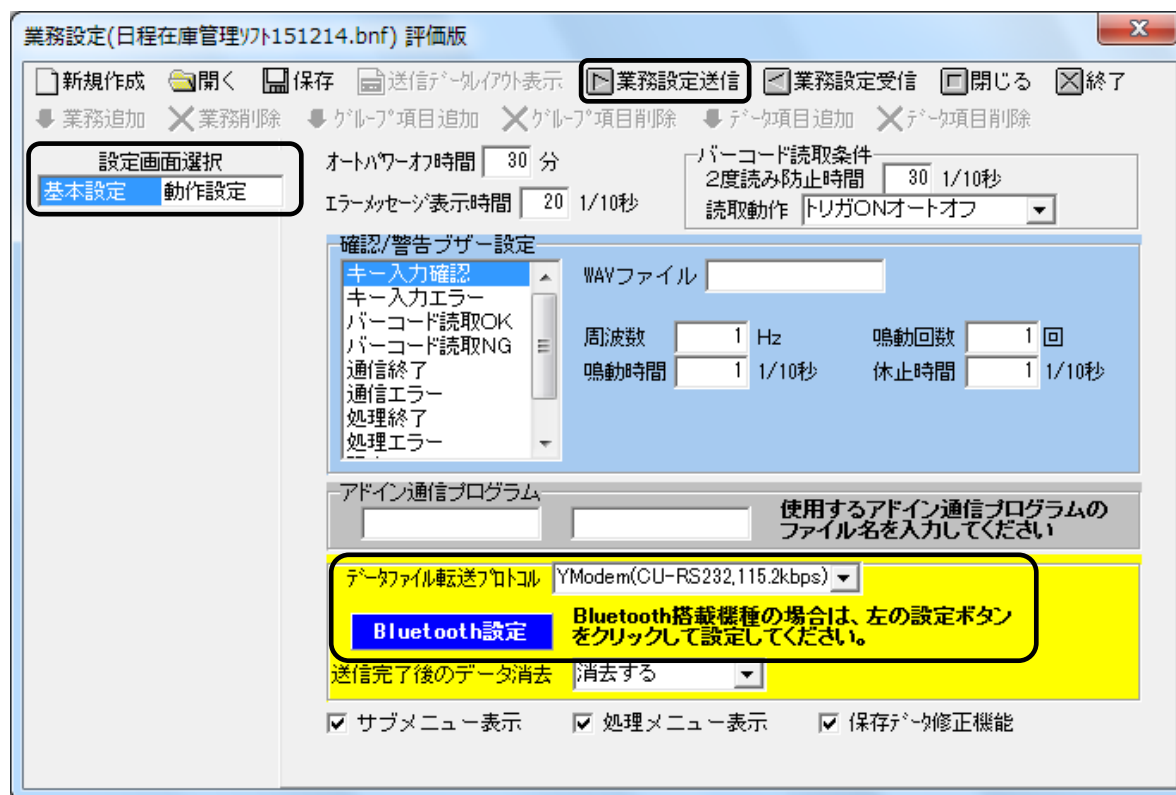 業務設定(日程在庫管理ｿﾌﾄ151214.bnf) 評価版
新規作成 開く 保存 送信ﾃﾞｰﾀﾚｲｱｳﾄ表示 業務設定送信 業務設定受信 閉じる 終了
業務追加 業務削除 ｸﾞﾙｰﾌﾟ項目追加 ｸﾞﾙｰﾌﾟ項目削除 ﾃﾞｰﾀ項目追加 ﾃﾞｰﾀ項目削除
設定画面選択
基本設定 動作設定
ｵｰﾄﾊﾟﾜｰｵﾌ時間 30 分
ｴﾗｰﾒｯｾｰｼﾞ表示時間 20 1/10秒
バーコード読取条件
2度読み防止時間 30 1/10秒
読取動作 トリガONオートオフ
確認/警告ブザー設定
キー入力確認
キー入力エラー
バーコード読取OK
バーコード読取NG
通信終了
通信エラー
処理終了
処理エラー
WAVファイル
周波数 1 Hz 鳴動回数 1 回
鳴動時間 1 1/10秒 休止時間 1 1/10秒
アドイン通信プログラム
使用するアドイン通信プログラムの
ファイル名を入力してください
ﾃﾞｰﾀﾌｧｲﾙ転送ﾌﾟﾛﾄｺﾙ YModem(CU-RS232,115.2kbps)
Bluetooth設定
Bluetooth搭載機種の場合は、左の設定ボタン
をクリックして設定してください。
送信完了後のデータ消去 消去する
サブメニュー表示 処理メニュー表示 保存ﾃﾞｰﾀ修正機能